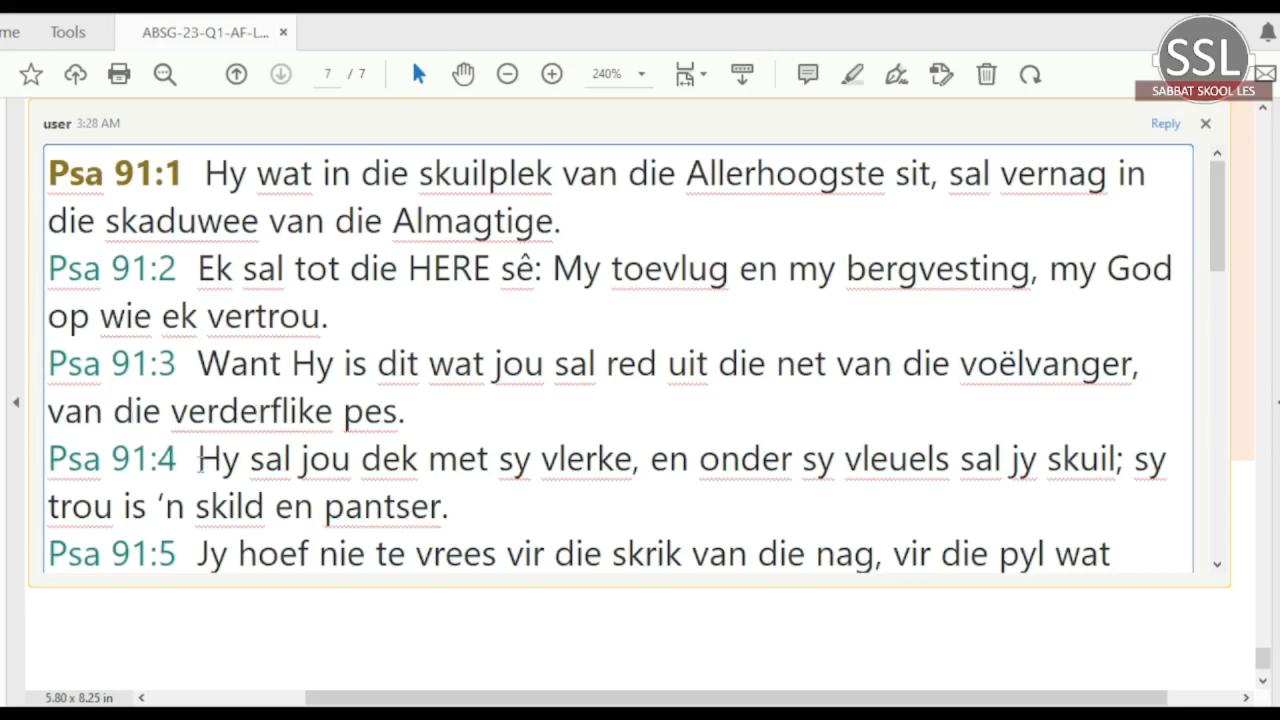 me Tools ABSG-23-Q1-AF-L... ×
SSL
SABBAT SKOOL LES
7 / 7 240%
user 3:28 AM Reply
Psa 91:1 Hy wat in die skuilplek van die Allerhoogste sit, sal vernag in
die skaduwee van die Almagtige.
Psa 91:2 Ek sal tot die HERE sê: My toevlug en my bergvesting, my God
op wie ek vertrou.
Psa 91:3 Want Hy is dit wat jou sal red uit die net van die voëlvanger,
van die verderflike pes.
Psa 91:4 Hy sal jou dek met sy vlerke, en onder sy vleuels sal jy skuil; sy
trou is ‘n skild en pantser.
Psa 91:5 Jy hoef nie te vrees vir die skrik van die nag, vir die pyl wat
5.80 x 8.25 in